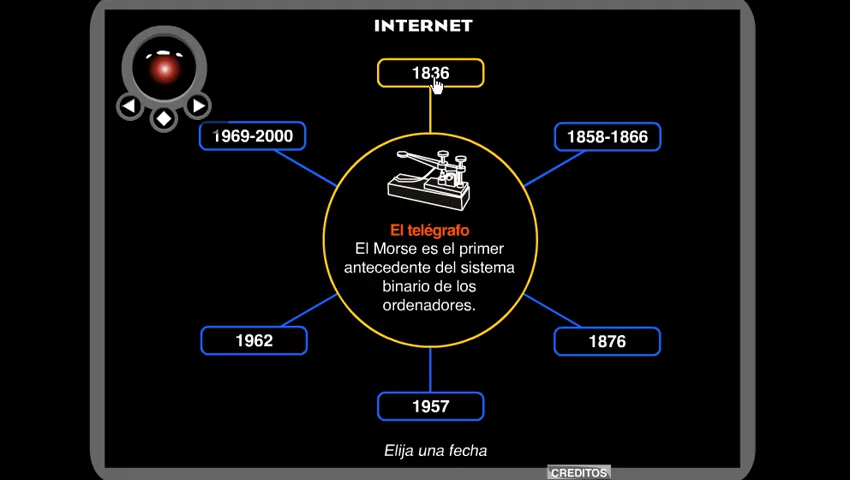 INTERNET
1836
1969-2000
1858-1866
El telégrafo
El Morse es el primer
antecedente del sistema
binario de los
ordenadores.
1962
1876
1957
Elija una fecha
CREDITOS